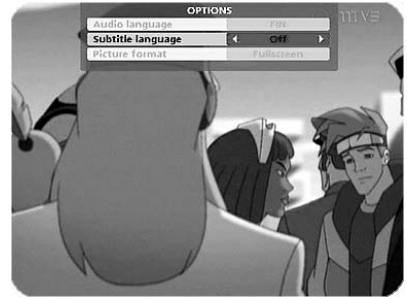 OPTIONS
Audio language FIN
Subtitle language Off
Picture format Fullscreen